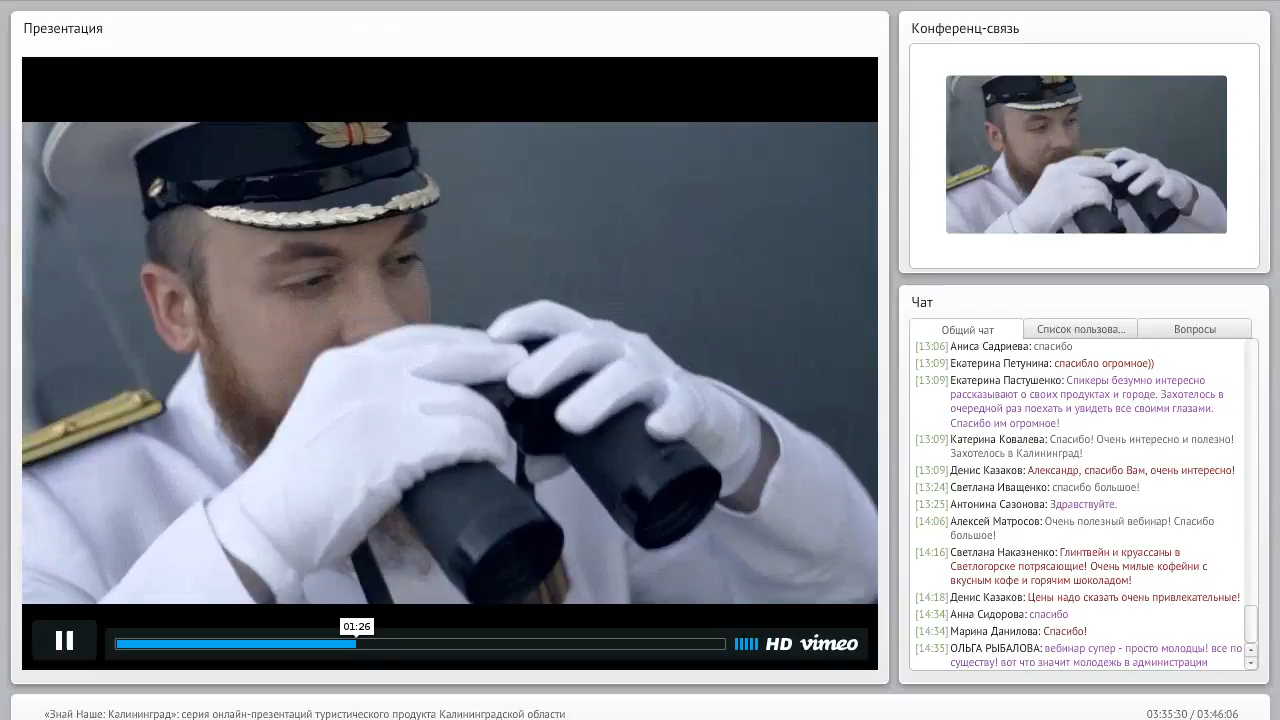 Презентация
01:26
HD vimeo
Конференц-связь
Чат
Общий чат
Список пользова...
Вопросы
[13:06] Аниса Садриева: спасибо
[13:09] Екатерина Петунина: спасибло огромное))
[13:09] Екатерина Пастушенко: Спикеры безумно интересно
рассказывают о своих продуктах и городе. Захотелось в
очередной раз поехать и увидеть все своими глазами.
Спасибо им огромное!
[13:09] Катерина Ковалева: Спасибо! Очень интересно и полезно!
Захотелось в Калининград!
[13:09] Денис Казаков: Александр, спасибо Вам, очень интересно!
[13:24] Светлана Иващенко: спасибо большое!
[13:25] Антонина Сазонова: Здравствуйте.
[14:06] Алексей Матросов: Очень полезный вебинар! Спасибо
большое!
[14:16] Светлана Наказненко: Глинтвейн и круассаны в
Светлогорске потрясающие! Очень милые кофейни с
вкусным кофе и горячим шоколадом!
[14:18] Денис Казаков: Цены надо сказать очень привлекательные!
[14:34] Анна Сидорова: спасибо
[14:34] Марина Данилова: Спасибо!
[14:35] ОЛЬГА РЫБАЛОВА: вебинар супер - просто молодцы! все по
существу! вот что значит молодежь в администрации
«Знай Наше: Калининград»: серия онлайн-презентаций туристического продукта Калининградской области
03:35:30 / 03:46:06